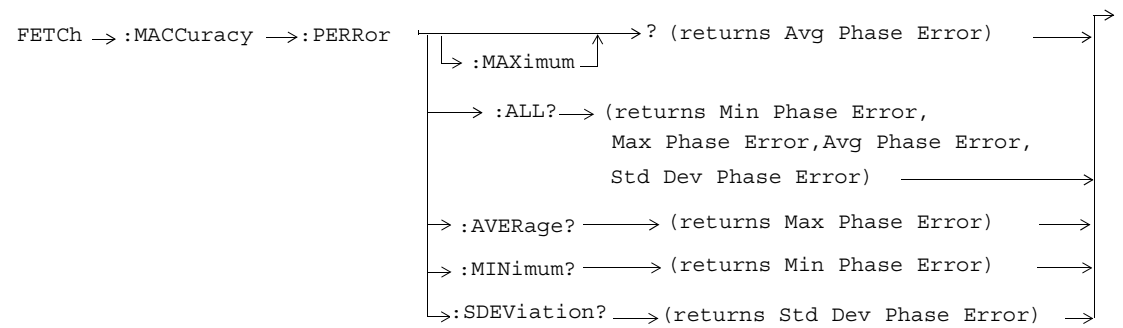 FETCh :MACCuracy :PERRor ? (returns Avg Phase Error)
:MAXimum
:ALL? (returns Min Phase Error,
Max Phase Error,Avg Phase Error,
Std Dev Phase Error)
:AVERage? (returns Max Phase Error)
:MINimum? (returns Min Phase Error)
:SDEViation? (returns Std Dev Phase Error)